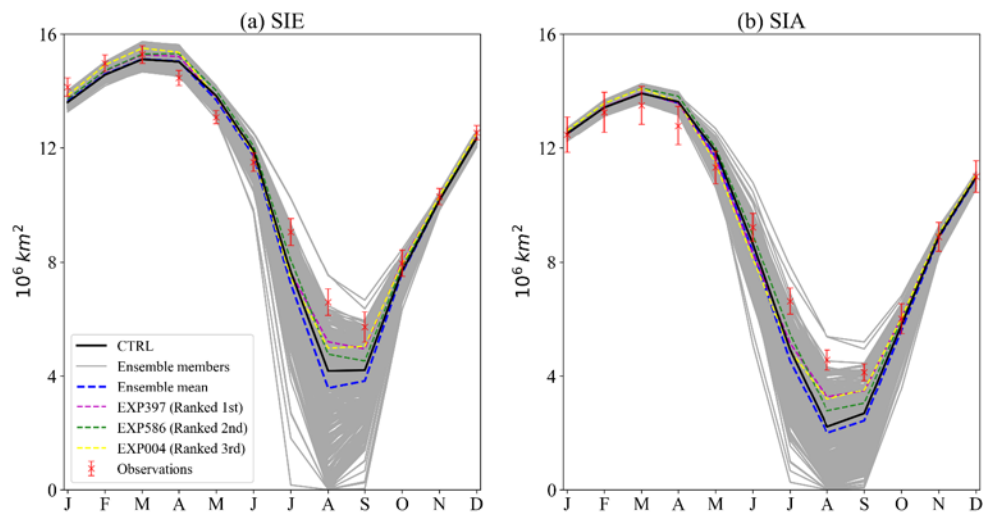 (a) SIE
(b) SIA
16
12
8
4
0
10⁶ km²
J F M A M J J A S O N D
CTRL
Ensemble members
Ensemble mean
EXP397 (Ranked 1st)
EXP586 (Ranked 2nd)
EXP004 (Ranked 3rd)
Observations
16
12
8
4
0
10⁶ km²
J F M A M J J A S O N D